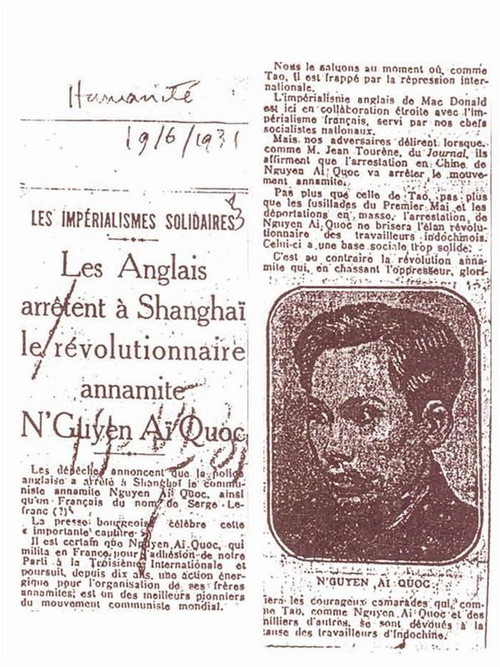 Humanité
19/6/1931
LES IMPÉRIALISMES SOLIDAIRES
Les Anglais
arrêtent à Shanghaï
le révolutionnaire
annamite
N'Guyen Aï Quoc
Les dépêches annoncent que la police
anglaise a arrêté à Shanghaï le commu-
niste annamite Nguyen Aï Quoc, ainsi
qu'un Français du nom de Serge Le-
franc (?)
La presse bourgeoise célèbre cette
« importante capture ».
Il est certain que Nguyen Aï Quoc, qui
milita en France pour l'adhésion de notre
Parti à la Troisième Internationale et
poursuit, depuis dix ans, une action éner-
gique pour l'organisation de ses frères
annamites, est un des meilleurs pionniers
du mouvement communiste mondial.
Nous le saluons au moment où, comme
Tao, il est frappé par la répression inter-
nationale.
L'impérialisme anglais de Mac Donald
est ici en collaboration étroite avec l'im-
périalisme français, servi par nos chefs
socialistes nationaux.
Mais nos adversaires délirent lorsque,
comme M. Jean Tourène, du Journal, ils
affirment que l'arrestation en Chine de
Nguyen Aï Quoc va arrêter le mouve-
ment annamite.
Pas plus que celle de Tao, pas plus
que les fusillades du Premier Mai et les
déportations en masse, l'arrestation de
Nguyen Aï Quoc ne brisera l'élan révolu-
tionnaire des travailleurs indochinois.
Celui-ci a une base sociale trop solide.
C'est au contraire la révolution anna-
mite qui, en chassant l'oppresseur, glori-
N'GUYEN AI QUOC
fiera les courageux camarades qui, com-
me Tao, comme Nguyen Aï Quoc et des
milliers d'autres, se sont dévoués à la
cause des travailleurs d'Indochine.